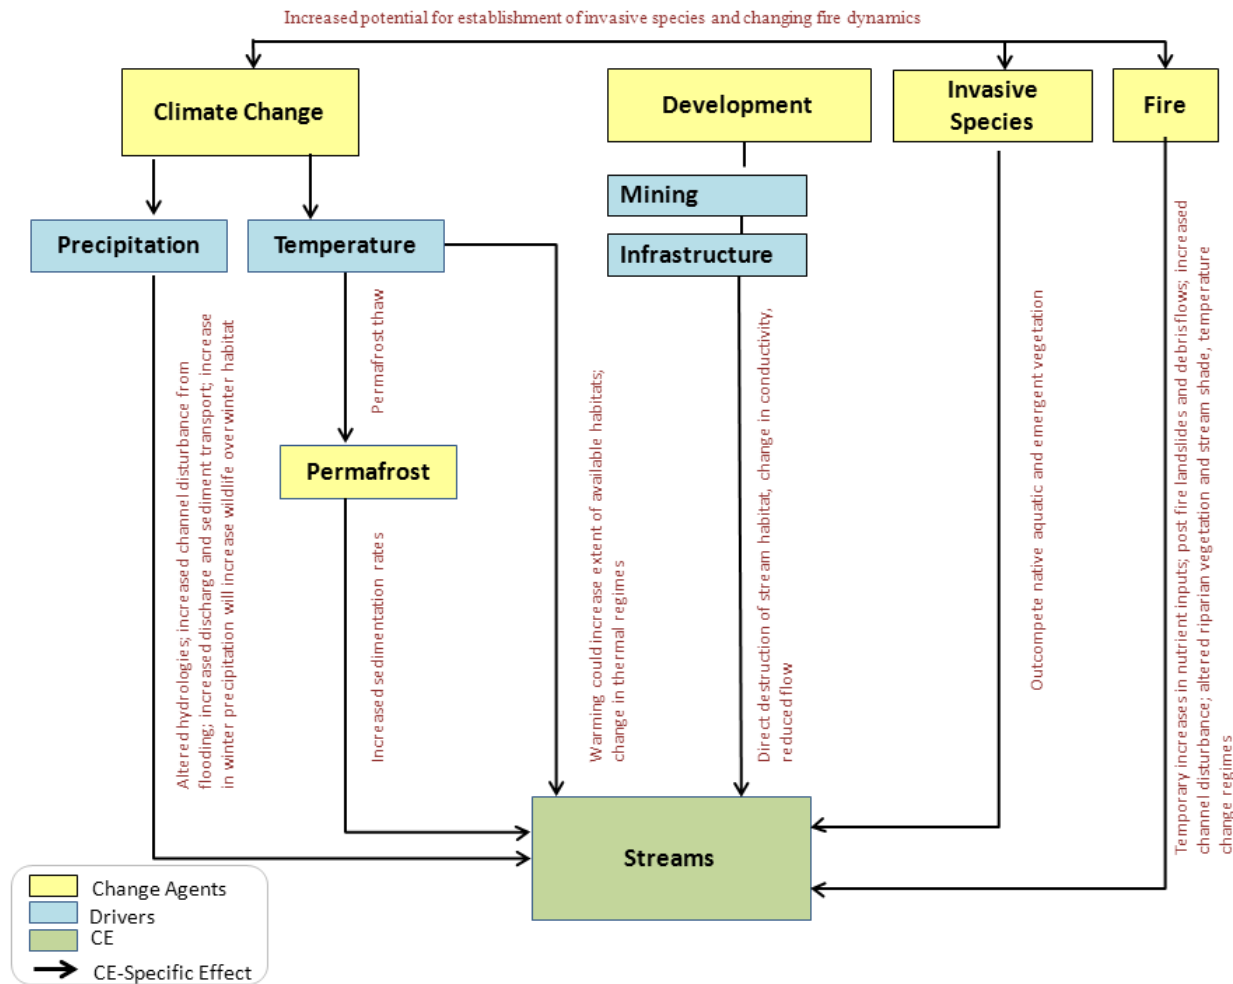 Increased potential for establishment of invasive species and changing fire dynamics
Climate Change
Development
Invasive
Species
Fire
Mining
Precipitation
Temperature
Infrastructure
Permafrost thaw
Permafrost
Altered hydrologies; increased channel disturbance from
flooding; increased discharge and sediment transport; increase
in winter precipitation will increase wildlife overwinter habitat
Increased sedimentation rates
Warming could increase extent of available habitats;
change in thermal regimes
Direct destruction of stream habitat, change in conductivity,
reduced flow
Outcompete native aquatic and emergent vegetation
Temporary increases in nutrient inputs; post fire landslides and debrisflows; increased
channel disturbance; altered riparian vegetation and stream shade, temperature
change regimes
Streams
Change Agents
Drivers
CE
CE-Specific Effect